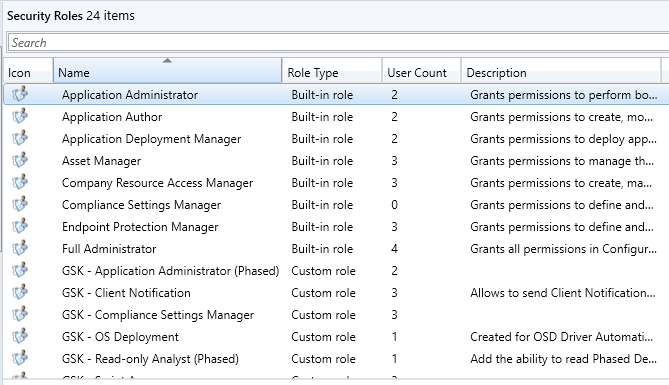 Security Roles 24 items
Search
Icon Name Role Type User Count Description
Application Administrator Built-in role 2 Grants permissions to perform bo...
Application Author Built-in role 2 Grants permissions to create, mo...
Application Deployment Manager Built-in role 2 Grants permissions to deploy app...
Asset Manager Built-in role 3 Grants permissions to manage th...
Company Resource Access Manager Built-in role 3 Grants permissions to create, ma...
Compliance Settings Manager Built-in role 0 Grants permissions to define and...
Endpoint Protection Manager Built-in role 3 Grants permissions to define and...
Full Administrator Built-in role 4 Grants all permissions in Configur...
GSK - Application Administrator (Phased) Custom role 2
GSK - Client Notification Custom role 3 Allows to send Client Notification...
GSK - Compliance Settings Manager Custom role 3
GSK - OS Deployment Custom role 1 Created for OSD Driver Automati...
GSK - Read-only Analyst (Phased) Custom role 1 Add the ability to read Phased De...